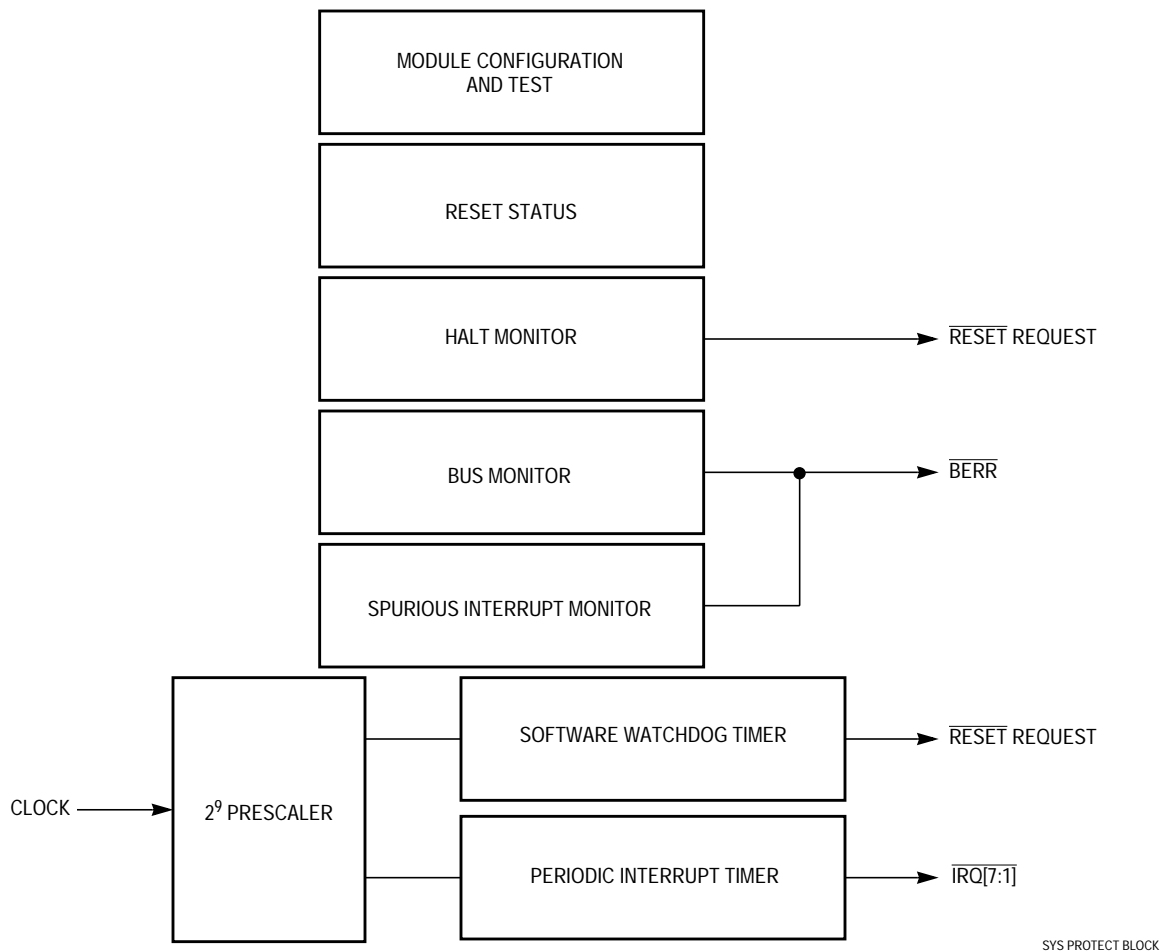 MODULE CONFIGURATION
AND TEST
RESET STATUS
HALT MONITOR
RESET REQUEST
BUS MONITOR
BERR
SPURIOUS INTERRUPT MONITOR
SOFTWARE WATCHDOG TIMER
RESET REQUEST
CLOCK
2⁹ PRESCALER
PERIODIC INTERRUPT TIMER
IRQ[7:1]
SYS PROTECT BLOCK